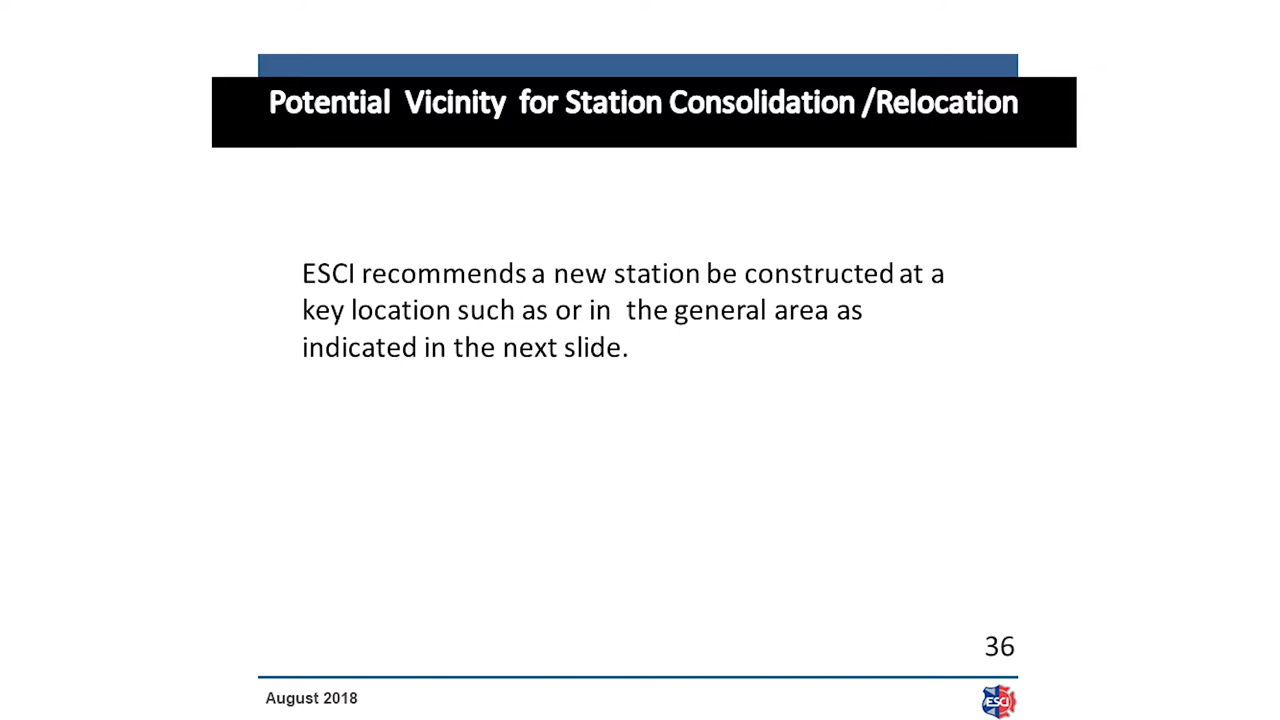 Potential Vicinity for Station Consolidation /Relocation
ESCI recommends a new station be constructed at a
key location such as or in the general area as
indicated in the next slide.
36
August 2018
ESCI